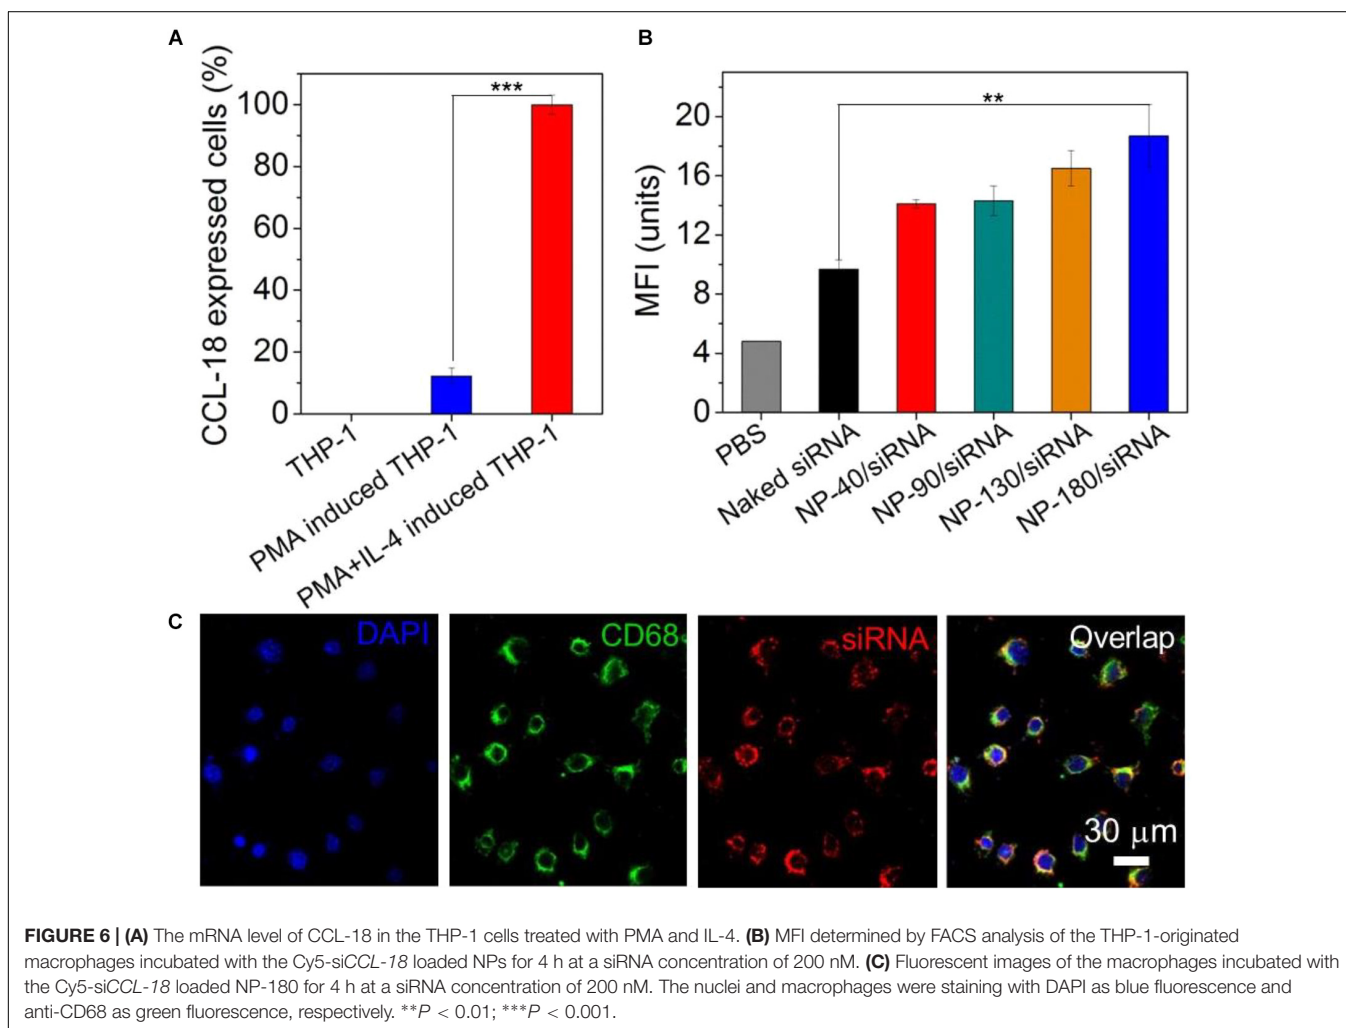 A
CCL-18 expressed cells (%)
100
80
60
40
20
0
***
THP-1
PMA induced THP-1
PMA+IL-4 induced THP-1
B
MFI (units)
20
16
12
8
4
0
**
PBS
Naked siRNA
NP-40/siRNA
NP-90/siRNA
NP-130/siRNA
NP-180/siRNA
C
DAPI
CD68
siRNA
Overlap
30 μm
FIGURE 6 | (A) The mRNA level of CCL-18 in the THP-1 cells treated with PMA and IL-4. (B) MFI determined by FACS analysis of the THP-1-originated
macrophages incubated with the Cy5-siCCL-18 loaded NPs for 4 h at a siRNA concentration of 200 nM. (C) Fluorescent images of the macrophages incubated with
the Cy5-siCCL-18 loaded NP-180 for 4 h at a siRNA concentration of 200 nM. The nuclei and macrophages were staining with DAPI as blue fluorescence and
anti-CD68 as green fluorescence, respectively. **P < 0.01; ***P < 0.001.